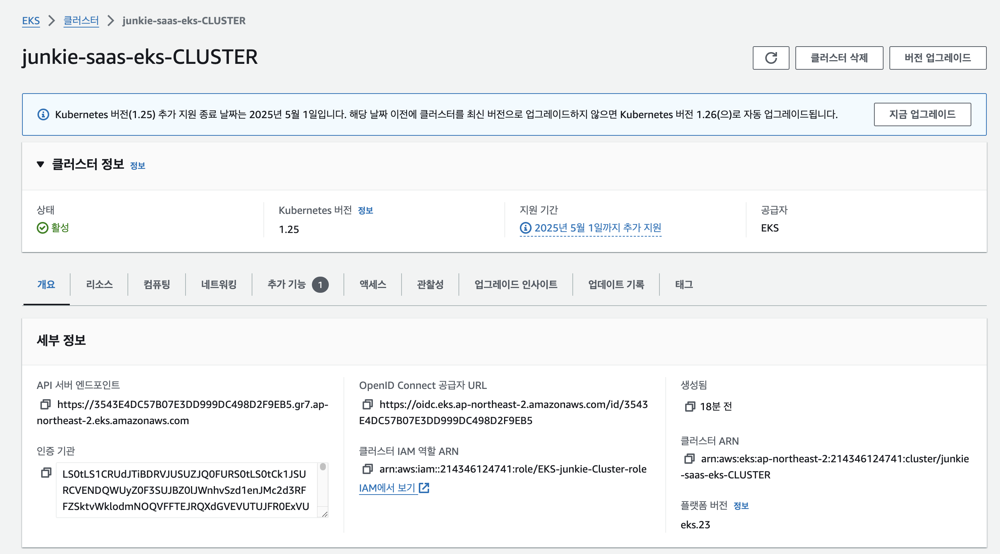 EKS > 클러스터 > junkie-saas-eks-CLUSTER
junkie-saas-eks-CLUSTER
클러스터 삭제
버전 업그레이드
Kubernetes 버전(1.25) 추가 지원 종료 날짜는 2025년 5월 1일입니다. 해당 날짜 이전에 클러스터를 최신 버전으로 업그레이드하지 않으면 Kubernetes 버전 1.26(으)로 자동 업그레이드됩니다.
지금 업그레이드
클러스터 정보 정보
상태
활성
Kubernetes 버전 정보
1.25
지원 기간
2025년 5월 1일까지 추가 지원
공급자
EKS
개요 리소스 컴퓨팅 네트워킹 추가 기능 1 액세스 관찰성 업그레이드 인사이트 업데이트 기록 태그
세부 정보
API 서버 엔드포인트
https://3543E4DC57B07E3DD999DC498D2F9EB5.gr7.ap-
northeast-2.eks.amazonaws.com
인증 기관
LS0tLS1CRUdJTiBDRVJUSUZJQ0FURS0tLS0tCk1JSU
RCVENDQWUyZ0F3SUJBZ0lJWnhvSzd1enJMc2d3RF
FZSktvWklodmNOQVFFTEJRQXdGVEVUTUJFR0ExVU
OpenID Connect 공급자 URL
https://oidc.eks.ap-northeast-2.amazonaws.com/id/3543
E4DC57B07E3DD999DC498D2F9EB5
클러스터 IAM 역할 ARN
arn:aws:iam::214346124741:role/EKS-junkie-Cluster-role
IAM에서 보기
생성됨
18분 전
클러스터 ARN
arn:aws:eks:ap-northeast-2:214346124741:cluster/junkie
-saas-eks-CLUSTER
플랫폼 버전 정보
eks.23